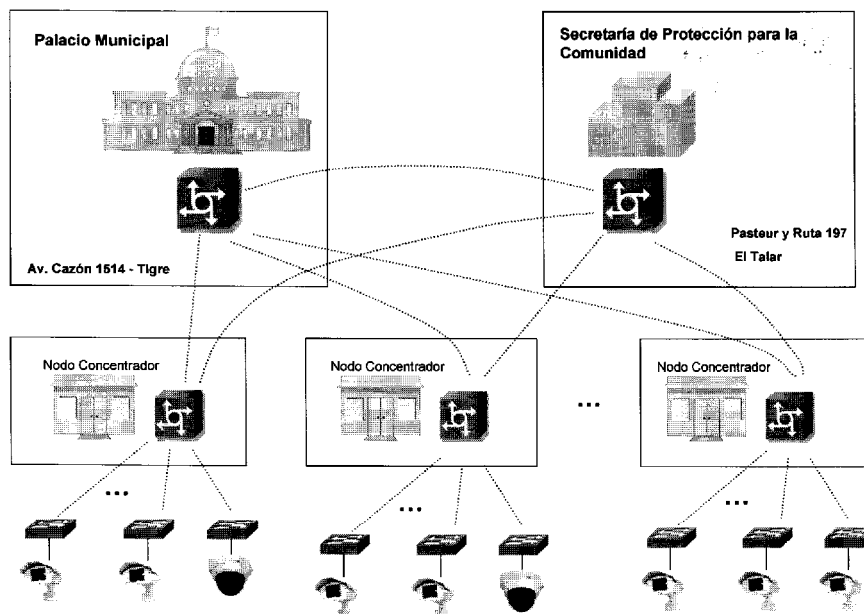 Palacio Municipal
Secretaría de Protección para la
Comunidad
Pasteur y Ruta 197
El Talar
Av. Cazón 1514 - Tigre
Nodo Concentrador
Nodo Concentrador
...
Nodo Concentrador
...
...
...